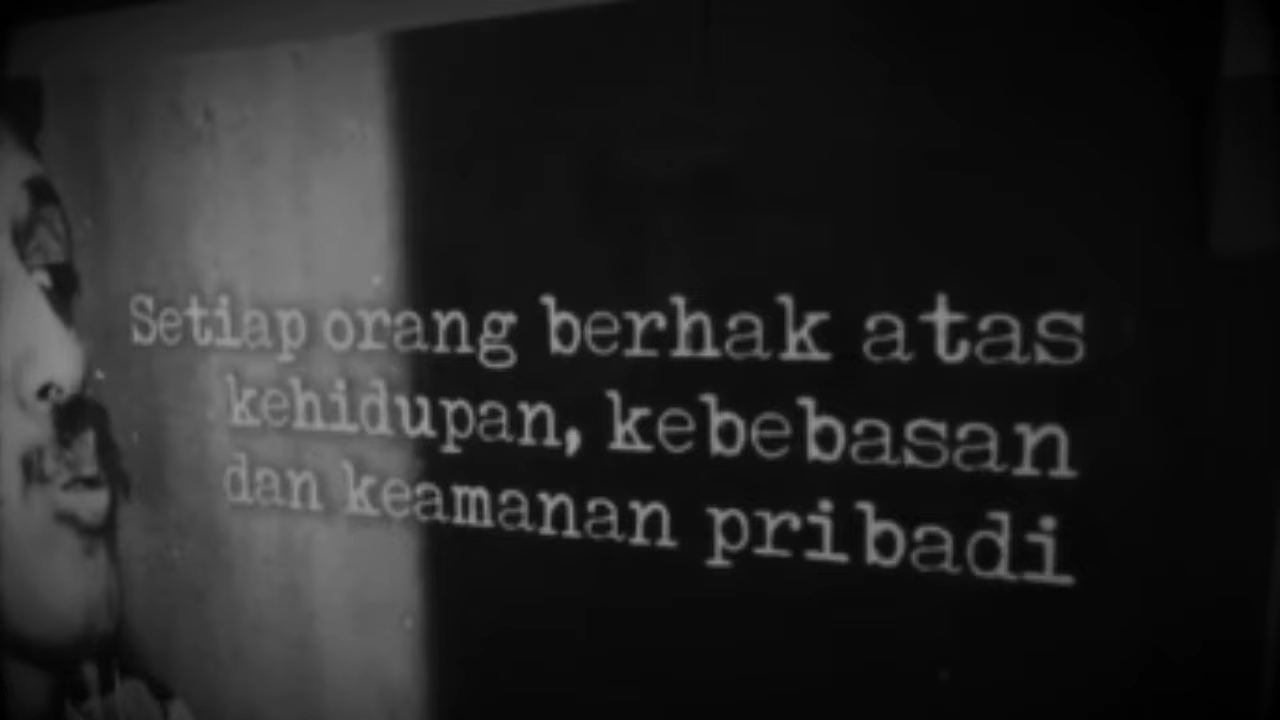 Setiap orang berhak atas
kehidupan, kebebasan
dan keamanan pribadi